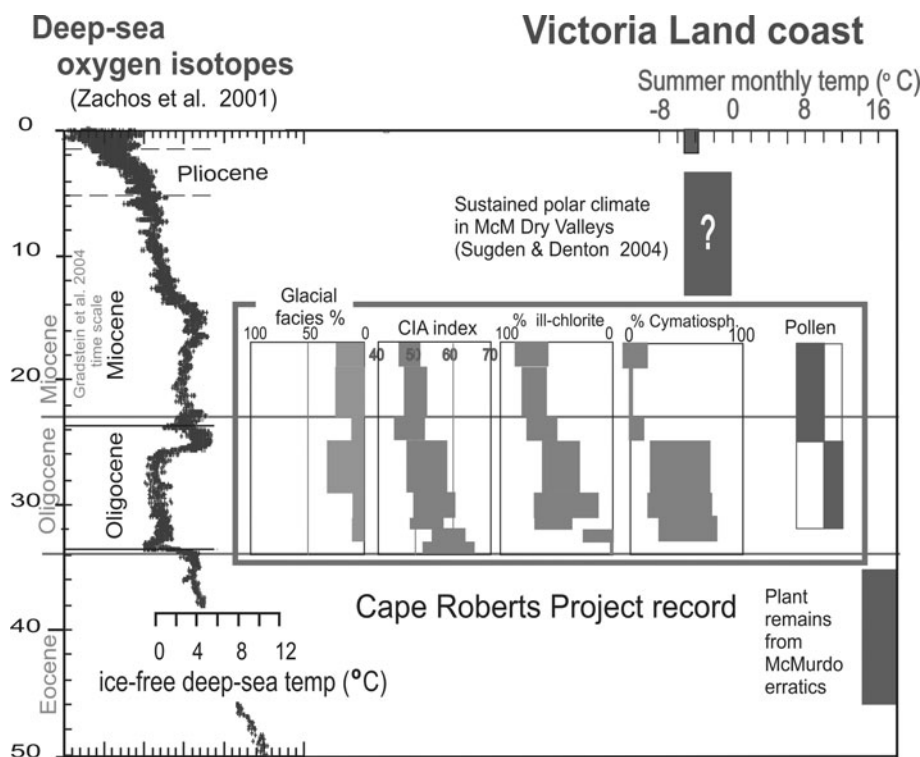 Deep-sea
oxygen isotopes
(Zachos et al. 2001)
Victoria Land coast
Summer monthly temp (° C)
-8 0 8 16
0
10
20
30
40
50
Pliocene
Miocene
Oligocene
Miocene
Oligocene
Eocene
Gradstein et al. 2004
time scale
Sustained polar climate
in McM Dry Valleys
(Sugden & Denton 2004)
?
Glacial
facies %
100 50 0
CIA index
40 50 60 70
% ill-chlorite
100 0
% Cymatiosph.
0 100
Pollen
Cape Roberts Project record
Plant
remains
from
McMurdo
erratics
0 4 8 12
ice-free deep-sea temp (°C)